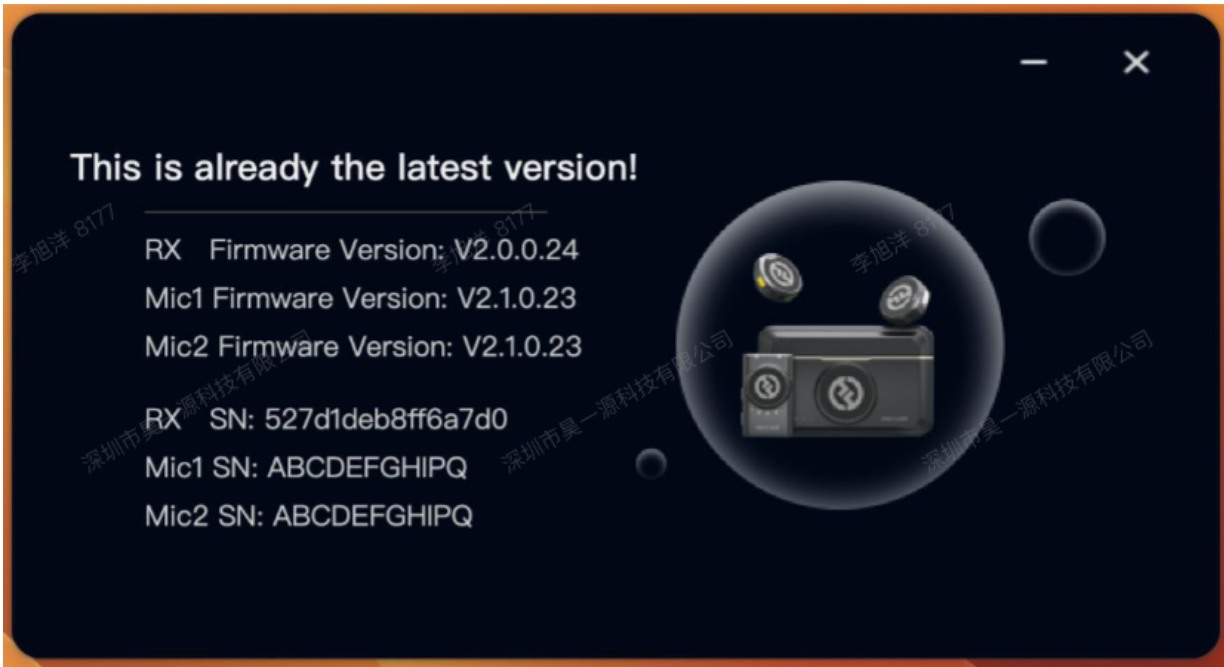 This is already the latest version!
RX Firmware Version: V2.0.0.24
Mic1 Firmware Version: V2.1.0.23
Mic2 Firmware Version: V2.1.0.23
RX SN: 527d1deb8ff6a7d0
Mic1 SN: ABCDEFGHIPQ
Mic2 SN: ABCDEFGHIPQ
李旭洋 8177
李旭洋 8177
李旭洋 8177
深圳市昊一源科技有限公司
深圳市昊一源科技有限公司
深圳市昊一源科技有限公司